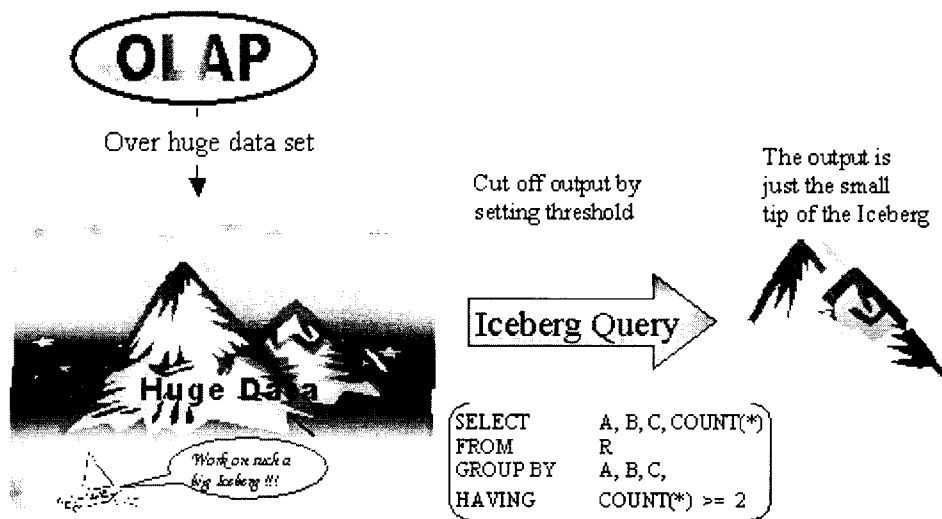 OLAP
Over huge data set
Huge Data
Work on such a
big Iceberg !!!
Cut off output by
setting threshold
Iceberg Query
The output is
just the small
tip of the Iceberg
SELECT A, B, C, COUNT(*)
FROM R
GROUP BY A, B, C,
HAVING COUNT(*) >= 2